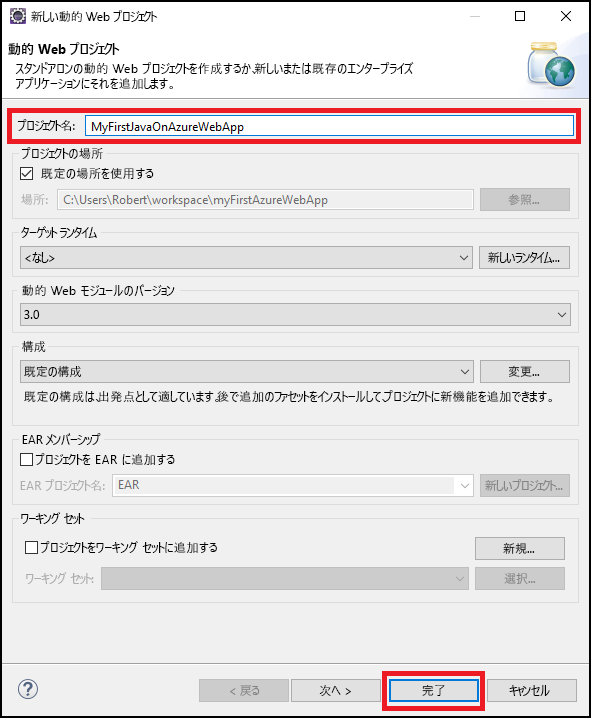 新しい動的 Web プロジェクト
動的 Web プロジェクト
スタンドアロンの動的 Web プロジェクトを作成するか、新しいまたは既存のエンタープライズ
アプリケーションにそれを追加します。
プロジェクト名: MyFirstJavaOnAzureWebApp
プロジェクトの場所
既定の場所を使用する
場所: C:\Users\Robert\workspace\myFirstAzureWebApp 参照...
ターゲット ランタイム
<なし> 新しいランタイム...
動的 Web モジュールのバージョン
3.0
構成
既定の構成 変更...
既定の構成は、出発点として適しています。後で追加のファセットをインストールして、プロジェクトに新機能を追加できます。
EAR メンバーシップ
プロジェクトを EAR に追加する
EAR プロジェクト名: EAR 新しいプロジェクト...
ワーキング セット
プロジェクトをワーキング セットに追加する 新規...
ワーキング セット: 選択...
? < 戻る 次へ > 完了 キャンセル